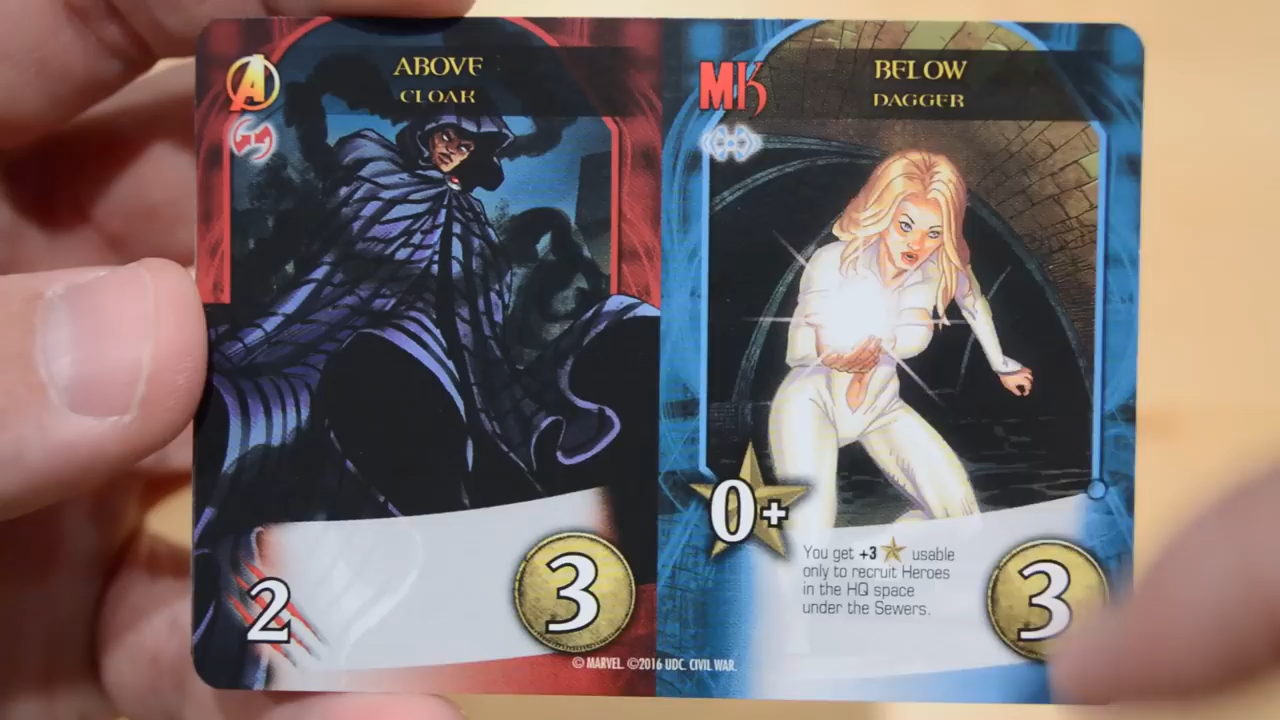 ABOVE
CLOAK
2
3
MK
BELOW
DAGGER
0+
You get +3 usable
only to recruit Heroes
in the HQ space
under the Sewers.
3
© MARVEL. ©2016 UDC. CIVIL WAR.